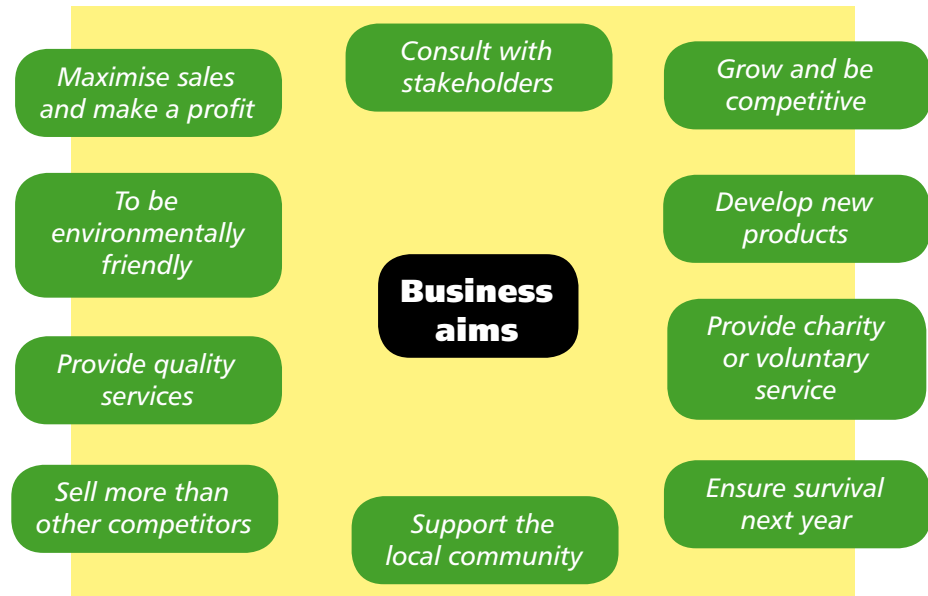 Maximise sales
and make a profit
Consult with
stakeholders
Grow and be
competitive
To be
environmentally
friendly
Develop new
products
Business
aims
Provide quality
services
Provide charity
or voluntary
service
Sell more than
other competitors
Support the
local community
Ensure survival
next year